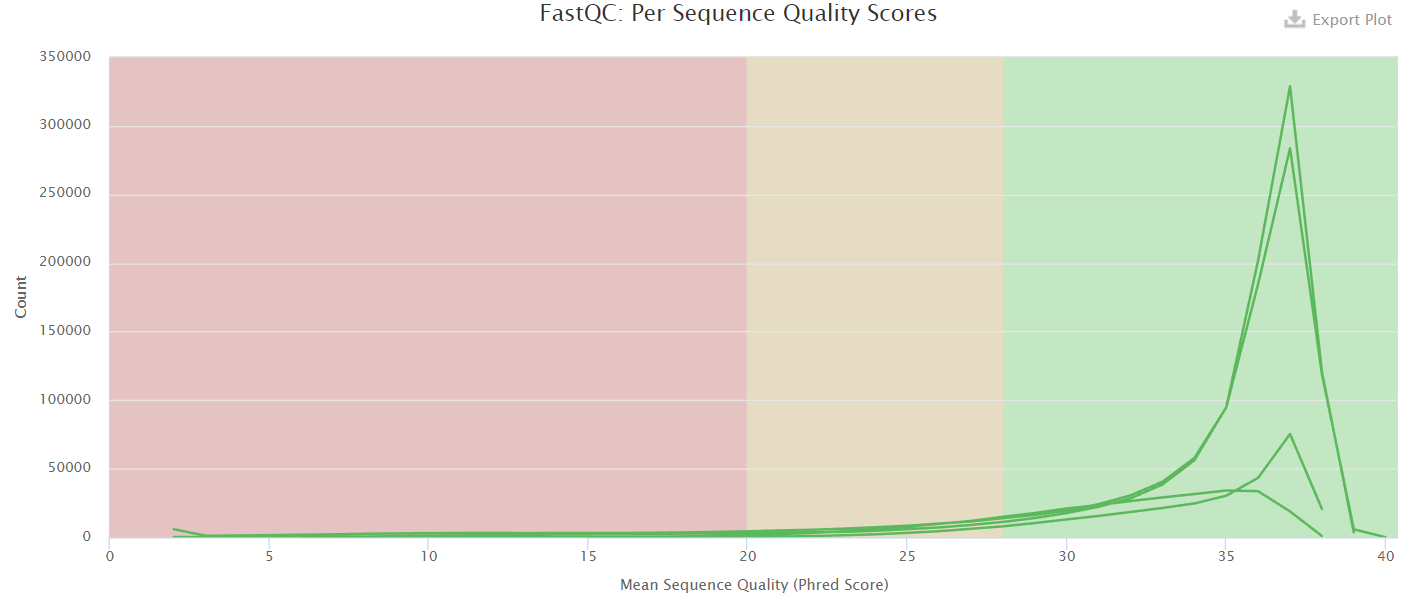 FastQC: Per Sequence Quality Scores
Export Plot
350000
300000
250000
200000
150000
100000
50000
0
Count
0 5 10 15 20 25 30 35 40
Mean Sequence Quality (Phred Score)